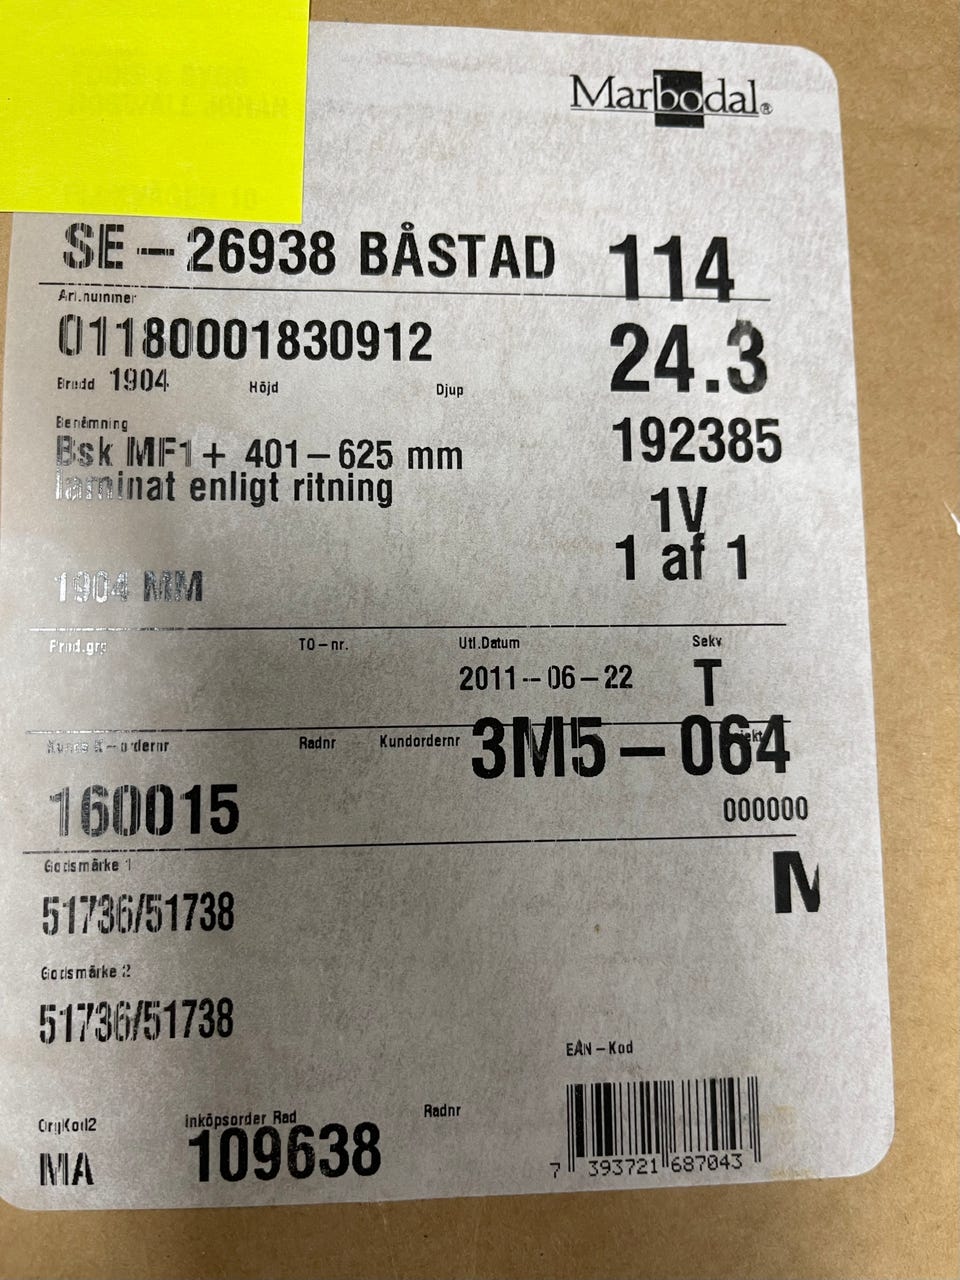 Marbodal®
SE-26938 BÅSTAD 114
Art.nummer
01180001830912 24.3
Bredd 1904 Höjd Djup
Benämning 192385
Bsk MF1+ 401-625 mm
laminat enligt ritning
1V
1 af 1
1904 MM
Prod.grp TO-nr. Utl.Datum Sekv
2011--06-22 T
Radnr Kundordernr 3M5-064
160015 000000
Godsmärke 1
M
51736/51738
Godsmärke 2
51736/51738
EAN-Kod
OrgKod2 inköpsorder Rad Radnr
MA 109638
7 393721 687043